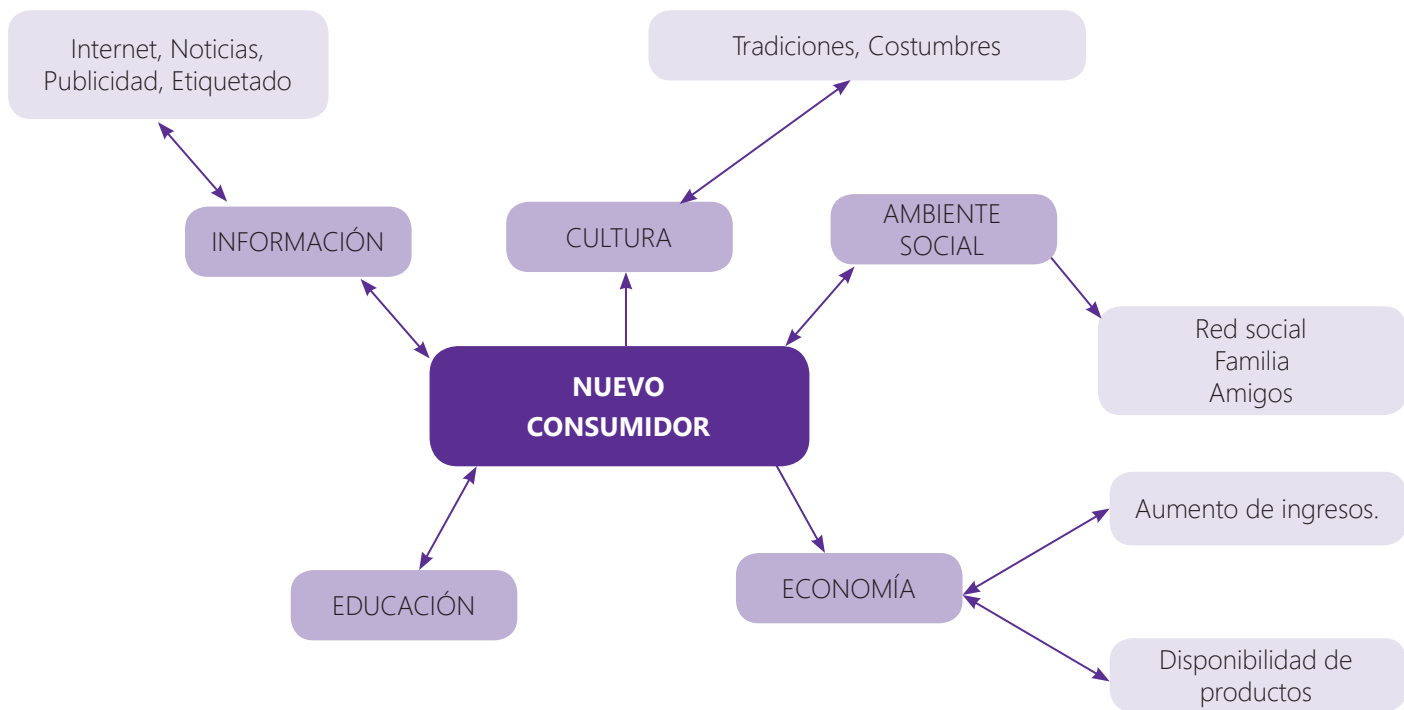 Internet, Noticias,
Publicidad, Etiquetado
Tradiciones, Costumbres
INFORMACIÓN
CULTURA
AMBIENTE
SOCIAL
Red social
Familia
Amigos
NUEVO
CONSUMIDOR
Aumento de ingresos.
EDUCACIÓN
ECONOMÍA
Disponibilidad de
productos